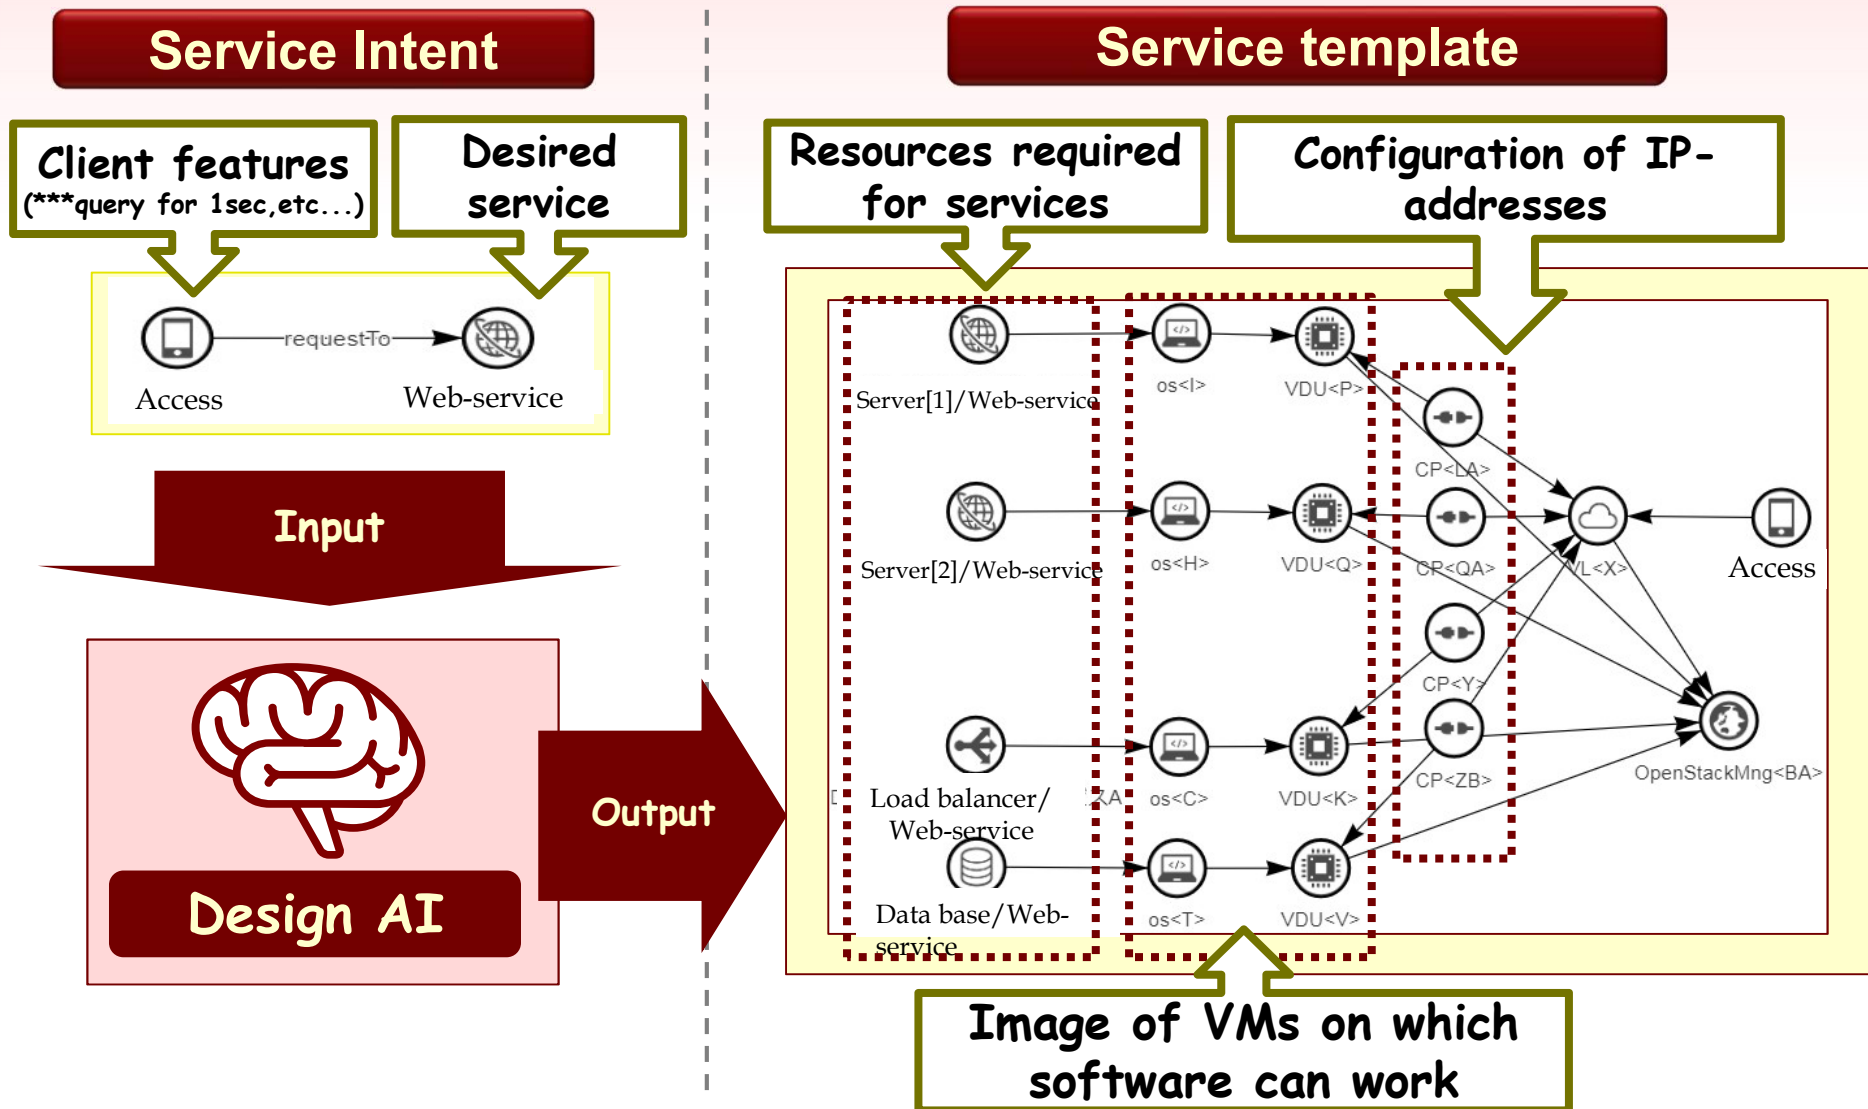 Service Intent
Service template
Client features
(***query for 1sec,etc...)
Desired
service
Resources required
for services
Configuration of IP-
addresses
requestTo
Access
Web-service
Input
Design AI
Output
Server[1]/Web-service
os<I>
VDU<P>
CP<LA>
Server[2]/Web-service
os<H>
VDU<Q>
CP<QA>
VL<X>
Access
CP<Y>
Load balancer/
Web-service
os<C>
VDU<K>
CP<ZB>
OpenStackMng<BA>
Data base/Web-
service
os<T>
VDU<V>
Image of VMs on which
software can work